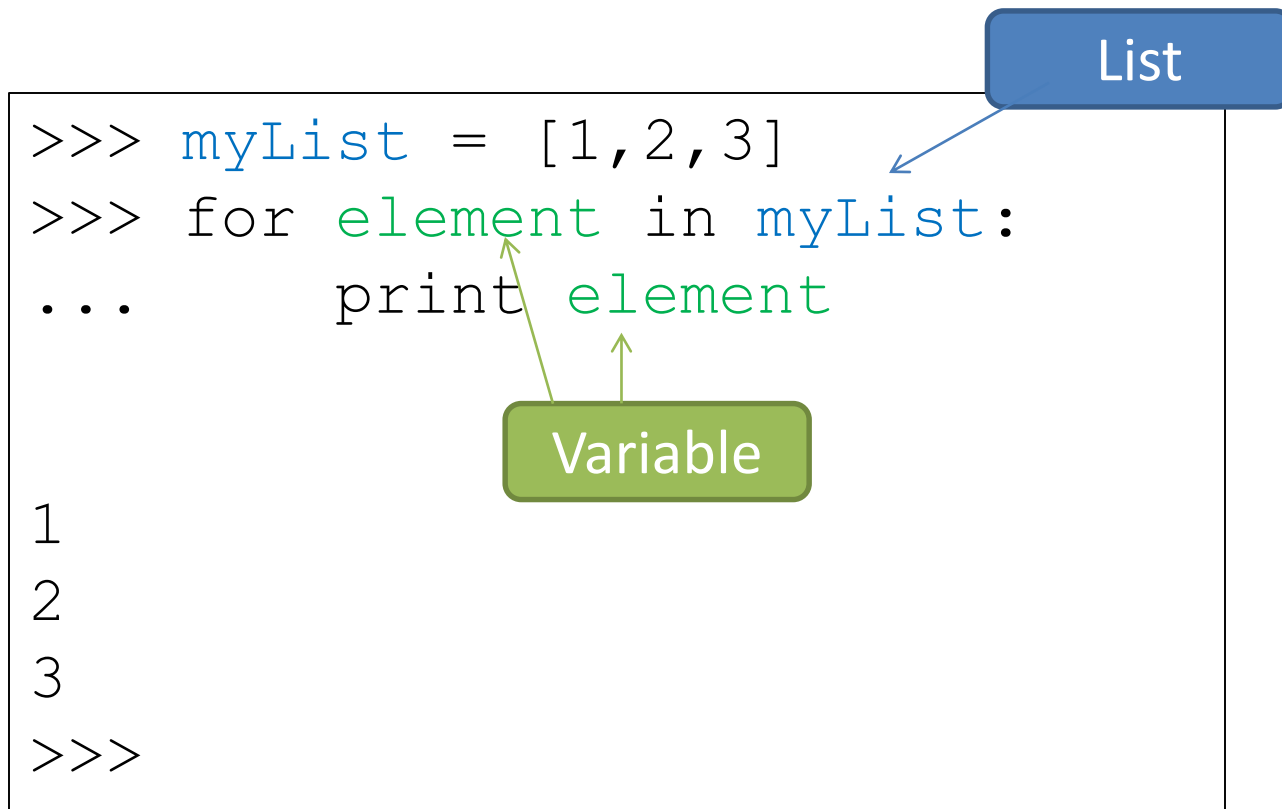 List
>>> myList = [1,2,3]
>>> for element in myList:
...     print element
Variable
1
2
3
>>>